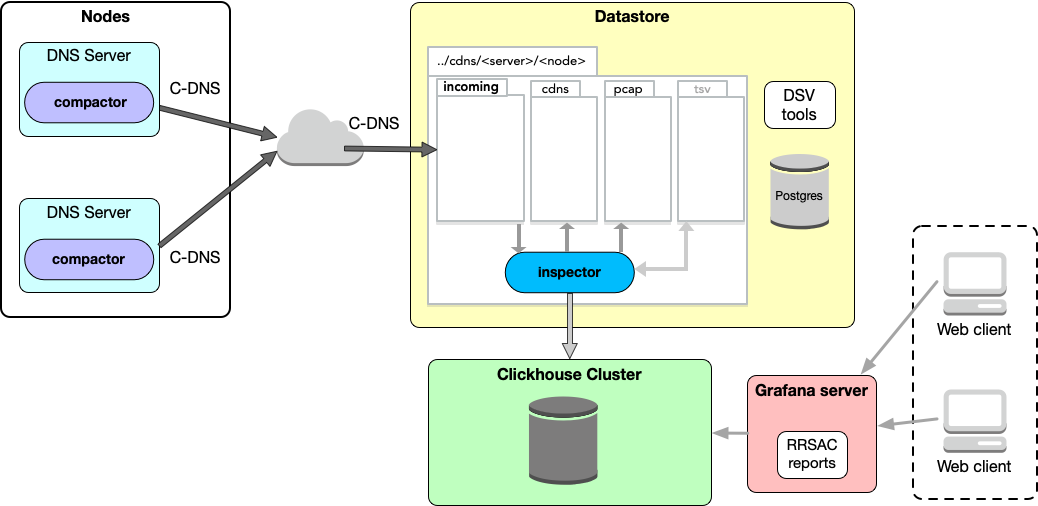 Nodes
DNS Server
compactor
C-DNS
DNS Server
compactor
C-DNS
C-DNS
Datastore
../cdns/<server>/<node>
incoming
cdns
pcap
tsv
DSV
tools
Postgres
inspector
Clickhouse Cluster
Grafana server
RRSAC
reports
Web client
Web client